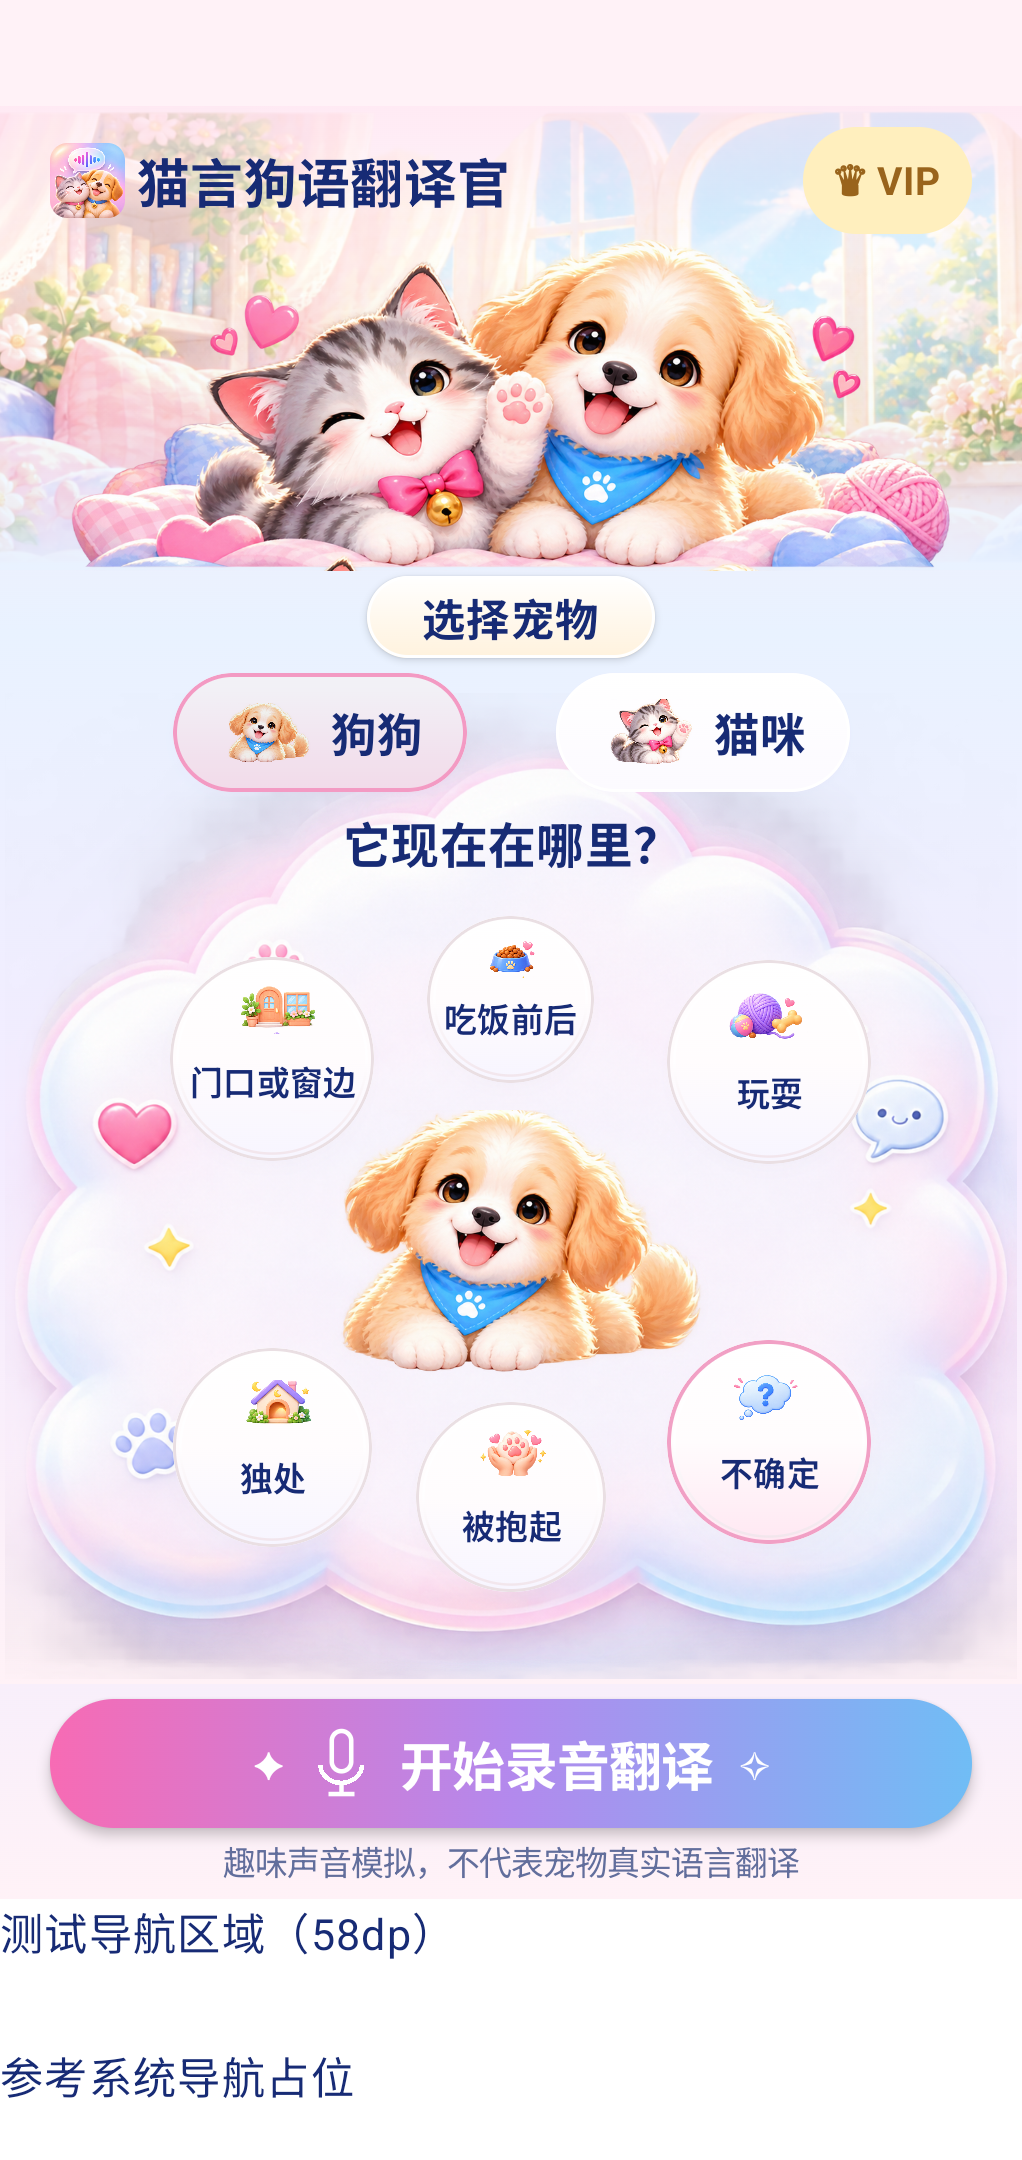 猫言狗语翻译官
VIP
选择宠物
狗狗
猫咪
它现在在哪里？
吃饭前后
门口或窗边
玩耍
独处
不确定
被抱起
开始录音翻译
趣味声音模拟，不代表宠物真实语言翻译
测试导航区域（58dp）
参考系统导航占位